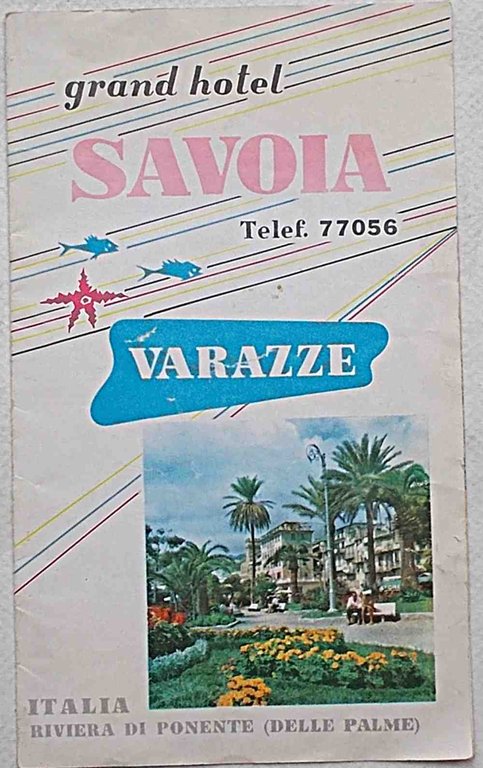 grand hotel
SAVOIA
Telef. 77056
VARAZZE
ITALIA
RIVIERA DI PONENTE (DELLE PALME)